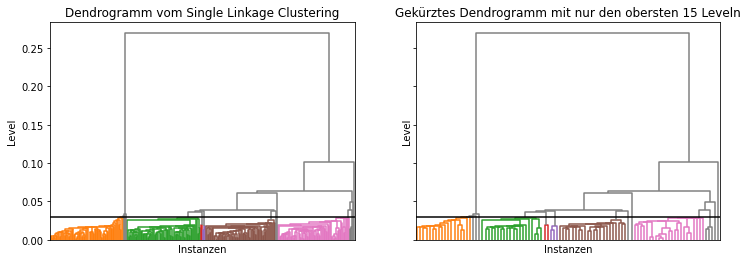 Dendrogramm vom Single Linkage Clustering
Gekürztes Dendrogramm mit nur den obersten 15 Leveln
0.25
0.20
0.15
0.10
0.05
0.00
Level
Level
Instanzen
Instanzen